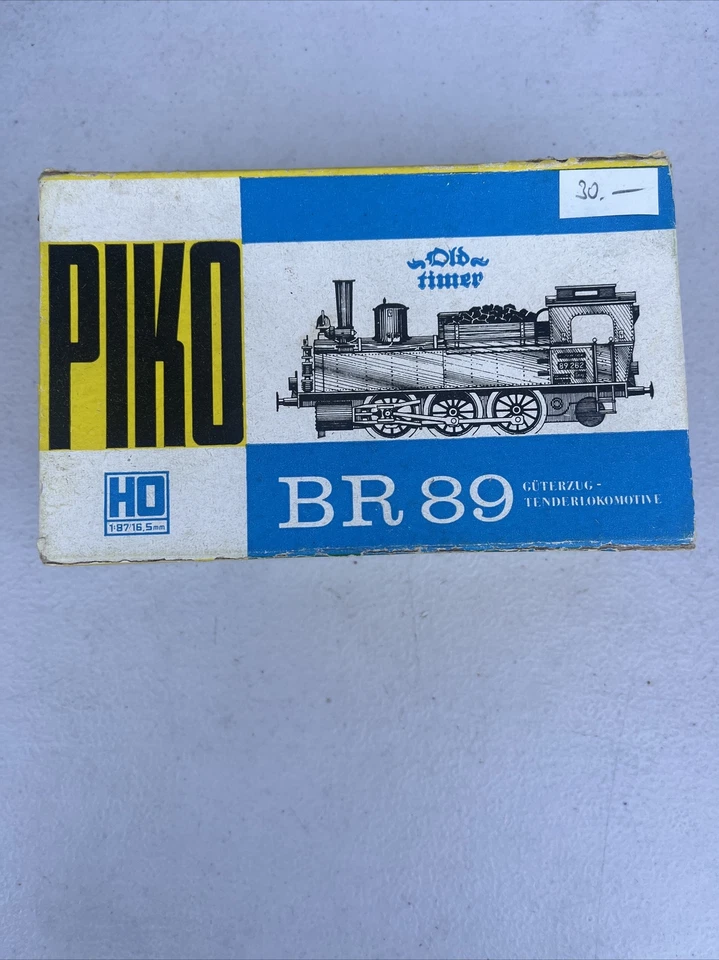 30.—
PIKO
Old
timer
89 262
HO
1:87/16,5mm
BR 89
GÜTERZUG-
TENDERLOKOMOTIVE